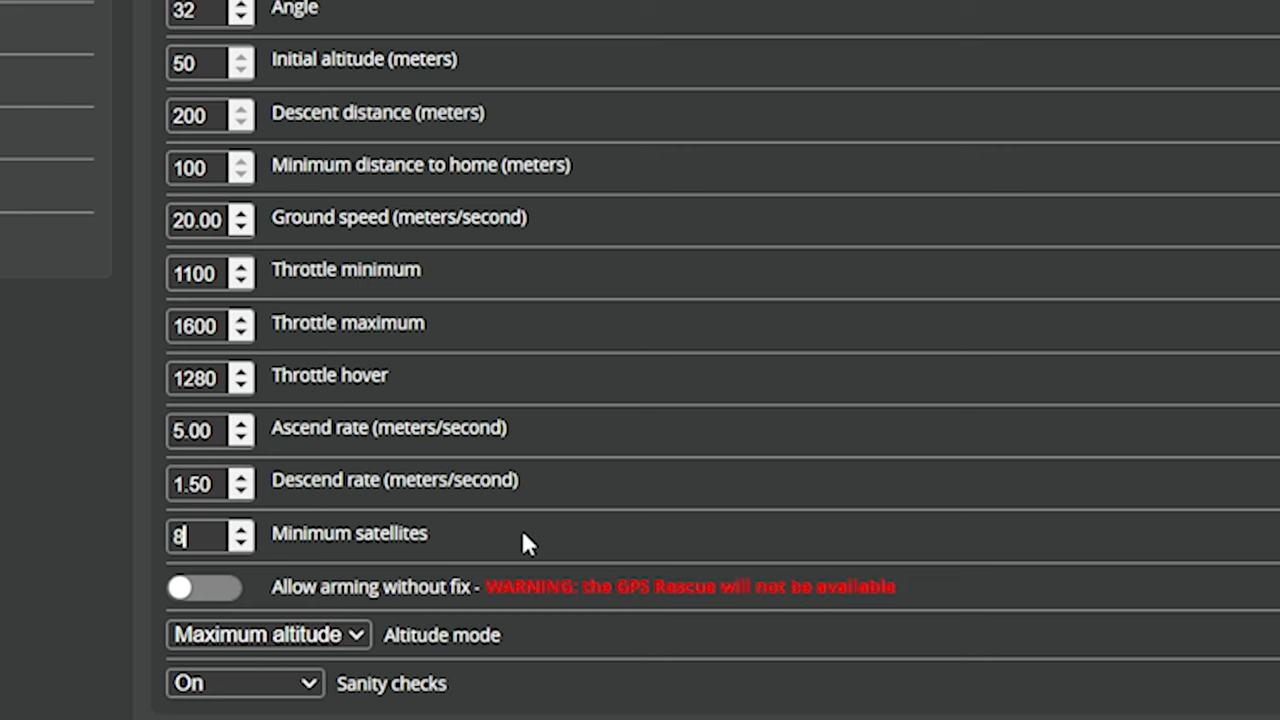 32 Angle
50 Initial altitude (meters)
200 Descent distance (meters)
100 Minimum distance to home (meters)
20.00 Ground speed (meters/second)
1100 Throttle minimum
1600 Throttle maximum
1280 Throttle hover
5.00 Ascend rate (meters/second)
1.50 Descend rate (meters/second)
8 Minimum satellites
Allow arming without fix - WARNING: the GPS Rescue will not be available
Maximum altitude Altitude mode
On Sanity checks